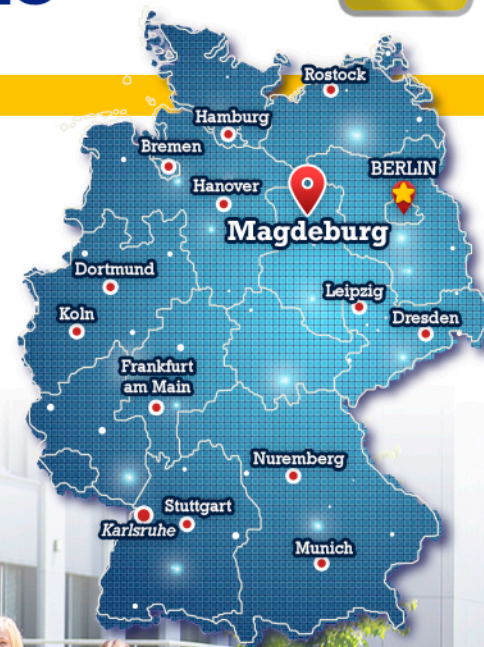 Rostock
Hamburg
Bremen
BERLIN
Hanover
Magdeburg
Dortmund
Leipzig
Koln
Dresden
Frankfurt
am Main
Nuremberg
Stuttgart
Karlsruhe
Munich